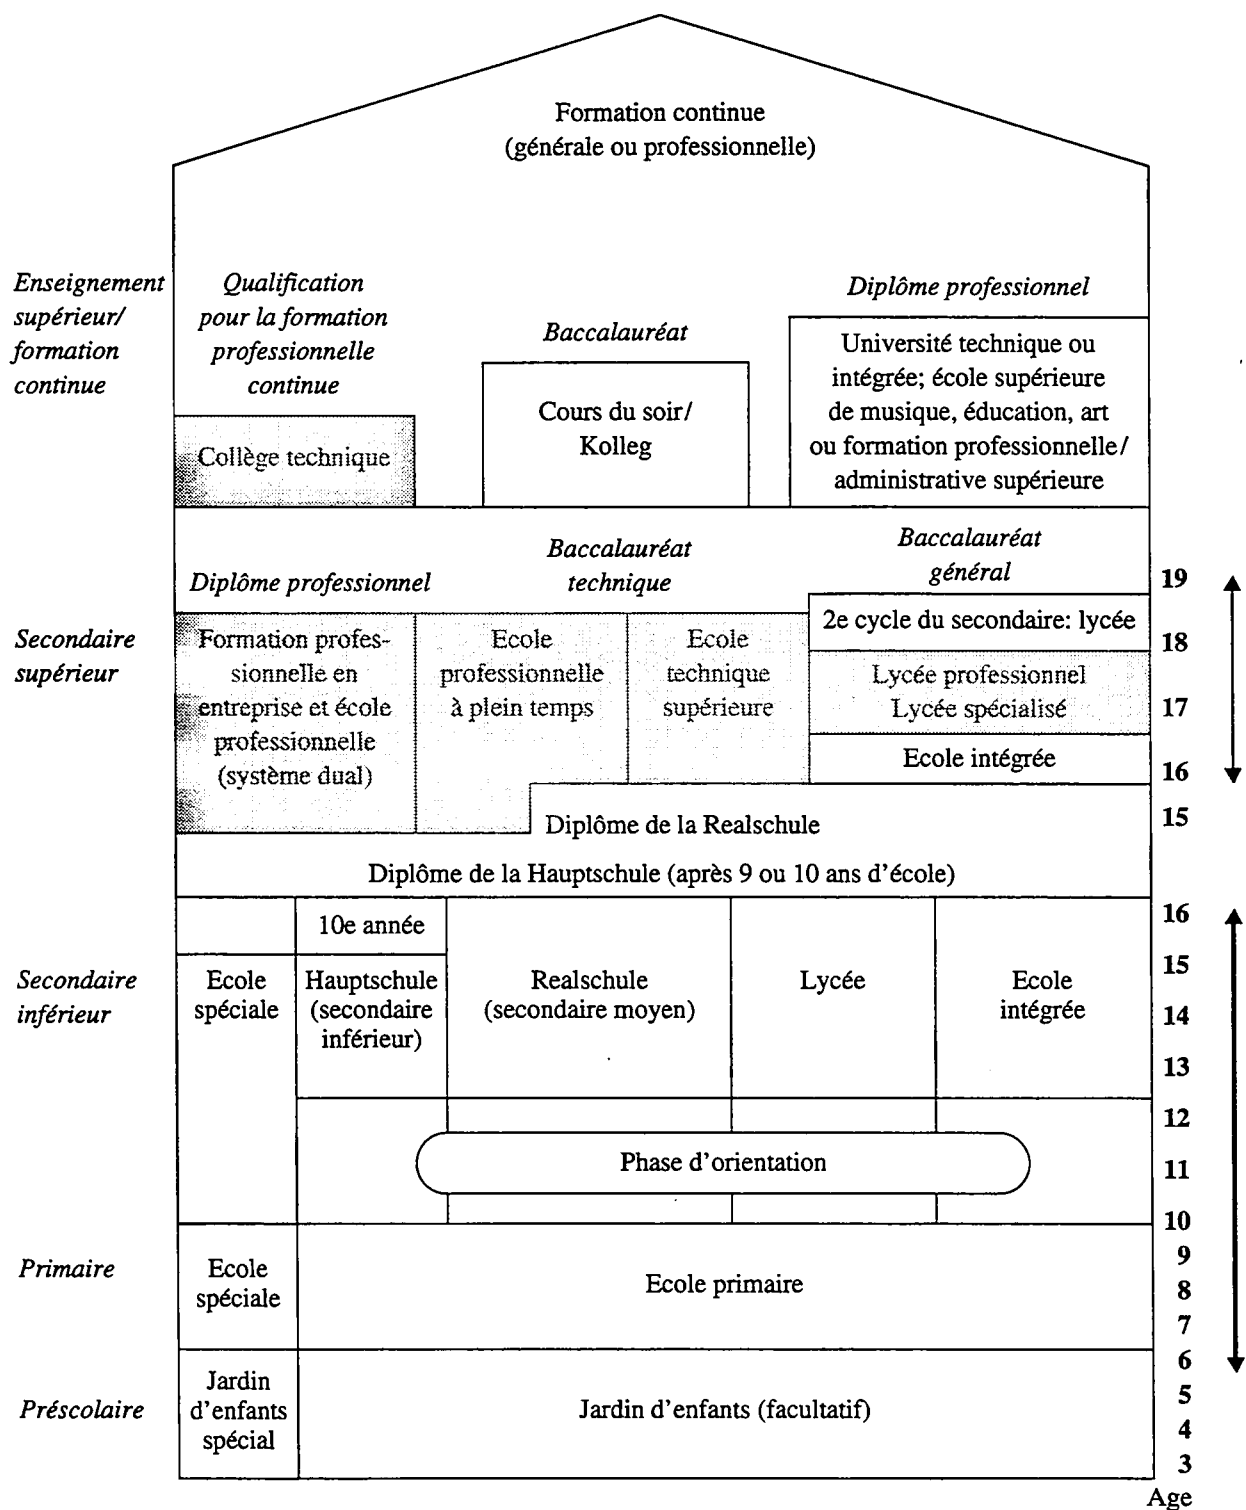 Formation continue
(générale ou professionnelle)
Enseignement
supérieur/
formation
continue
Qualification
pour la formation
professionnelle
continue
Collège technique
Baccalauréat
Cours du soir/
Kolleg
Diplôme professionnel
Université technique ou
intégrée; école supérieure
de musique, éducation, art
ou formation professionnelle/
administrative supérieure
Secondaire
supérieur
Diplôme professionnel
Formation profes-
sionnelle en
entreprise et école
professionnelle
(système dual)
Baccalauréat
technique
Ecole
professionnelle
à plein temps
Ecole
technique
supérieure
Baccalauréat
général
2e cycle du secondaire: lycée
Lycée professionnel
Lycée spécialisé
Ecole intégrée
19
18
17
16
15
Diplôme de la Realschule
Diplôme de la Hauptschule (après 9 ou 10 ans d'école)
Secondaire
inférieur
Ecole
spéciale
10e année
Hauptschule
(secondaire
inférieur)
Realschule
(secondaire moyen)
Lycée
Ecole
intégrée
16
15
14
13
12
11
10
Phase d'orientation
Primaire
Ecole
spéciale
Ecole primaire
9
8
7
Préscolaire
Jardin
d'enfants
spécial
Jardin d'enfants (facultatif)
6
5
4
3
Age